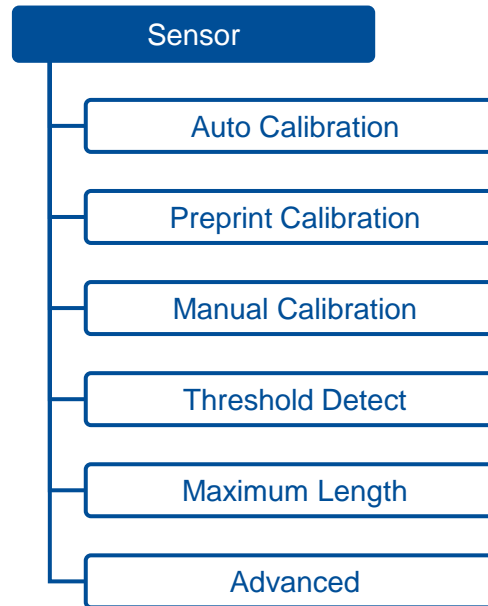 Sensor
Auto Calibration
Preprint Calibration
Manual Calibration
Threshold Detect
Maximum Length
Advanced